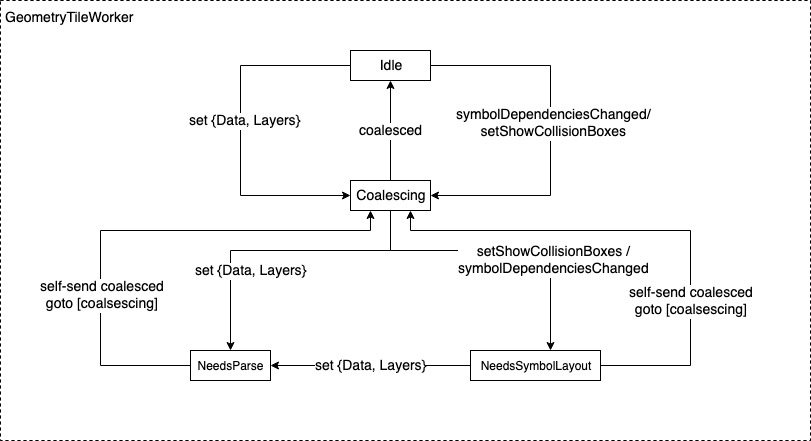 GeometryTileWorker
Idle
set {Data, Layers}
coalesced
symbolDependenciesChanged/
setShowCollisionBoxes
Coalescing
set {Data, Layers}
setShowCollisionBoxes /
symbolDependenciesChanged
self-send coalesced
goto [coalsescing]
self-send coalesced
goto [coalsescing]
NeedsParse
set {Data, Layers}
NeedsSymbolLayout